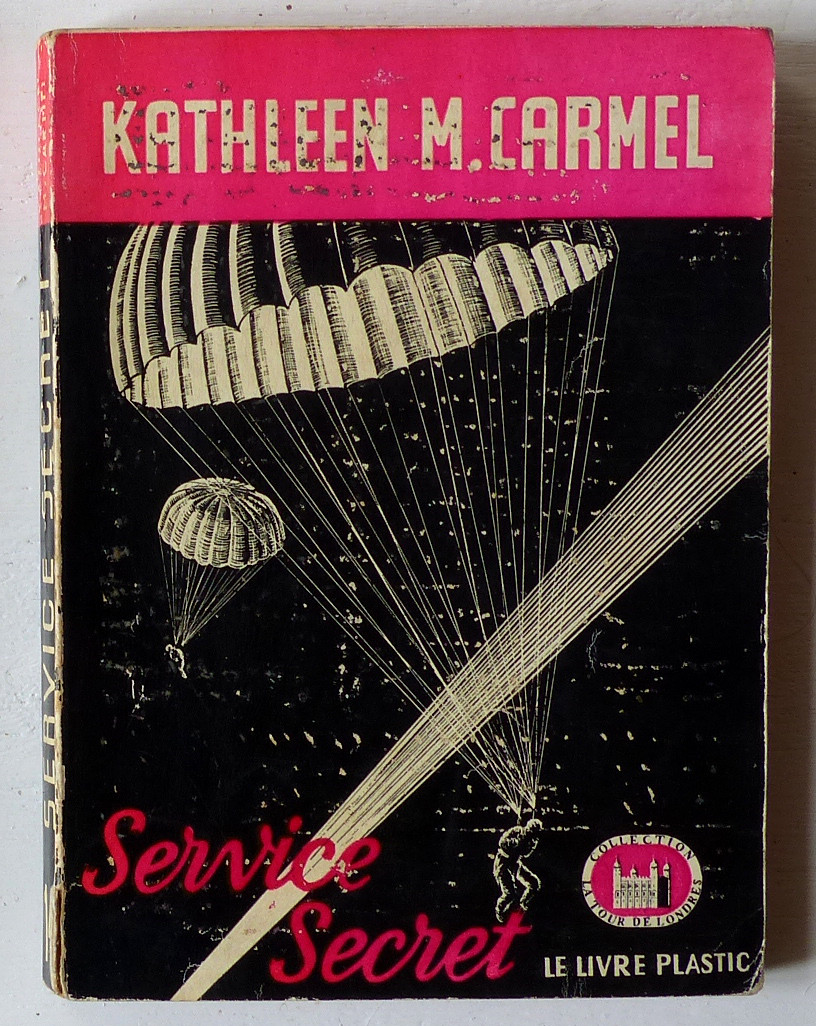 KATHLEEN M. CARMEL
Service
Secret
COLLECTION
LA TOUR DE LONDRES
LE LIVRE PLASTIC
SERVICE SECRET